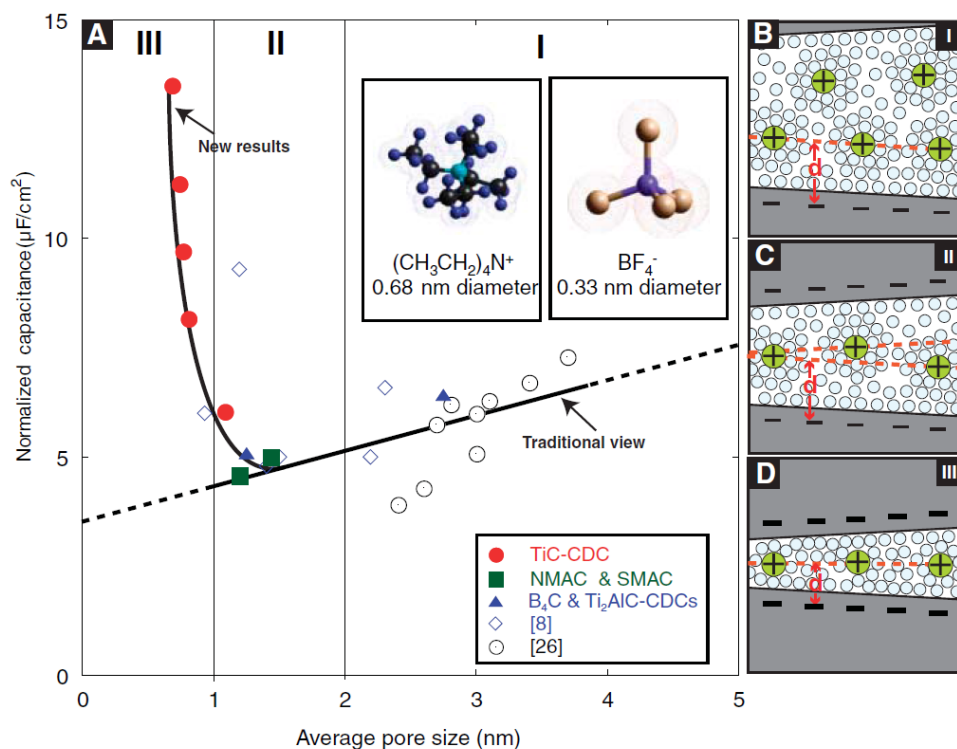 A
III
II
I
15
10
5
0
Normalized capacitance (µF/cm²)
New results
(CH₃CH₂)₄N⁺
0.68 nm diameter
BF₄⁻
0.33 nm diameter
Traditional view
TiC-CDC
NMAC & SMAC
B₄C & Ti₂AlC-CDCs
[8]
[26]
0 1 2 3 4 5
Average pore size (nm)
B
I
+ +
+ + +
d
– – – – –
C
II
– – – – –
+ + +
d
– – – – –
D
III
– – – – –
+ + +
d
– – – – –